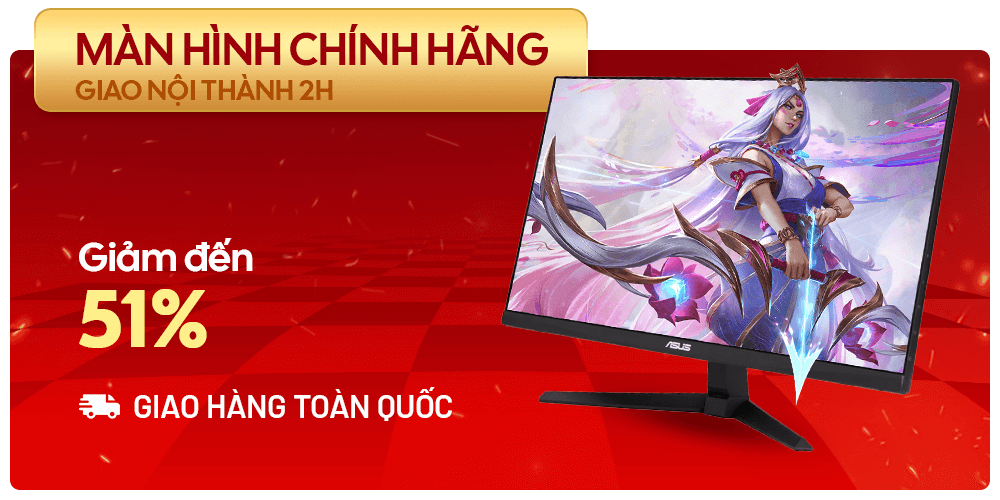 MÀN HÌNH CHÍNH HÃNG
GIAO NỘI THÀNH 2H
Giảm đến
51%
GIAO HÀNG TOÀN QUỐC
ASUS